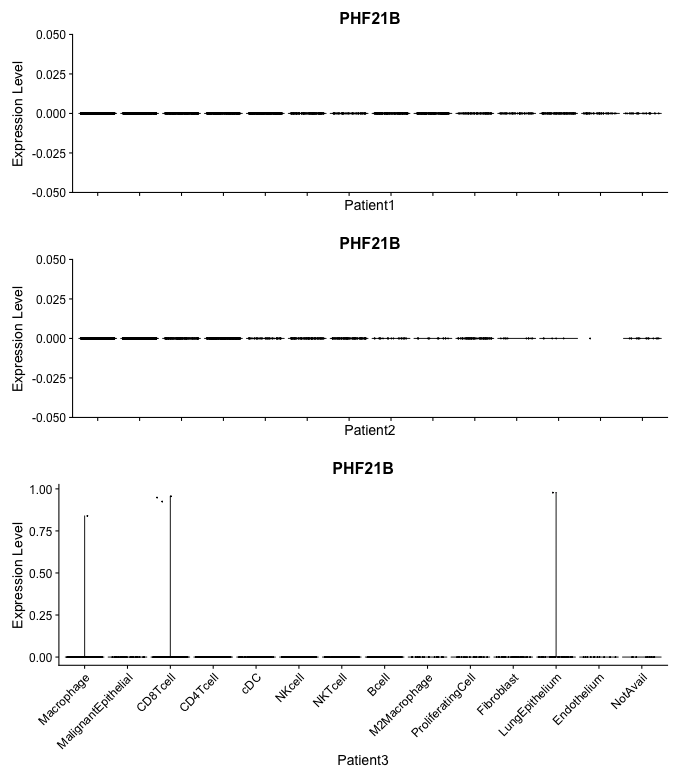 PHF21B
0.050
0.025
0.000
-0.025
-0.050
Expression Level
Patient1
PHF21B
0.050
0.025
0.000
-0.025
-0.050
Expression Level
Patient2
PHF21B
1.00
0.75
0.50
0.25
0.00
Expression Level
Macrophage
MalignantEpithelial
CD8Tcell
CD4Tcell
cDC
NKcell
NKTcell
Bcell
M2Macrophage
ProliferatingCell
Fibroblast
LungEpithelium
Endothelium
NotAvail
Patient3